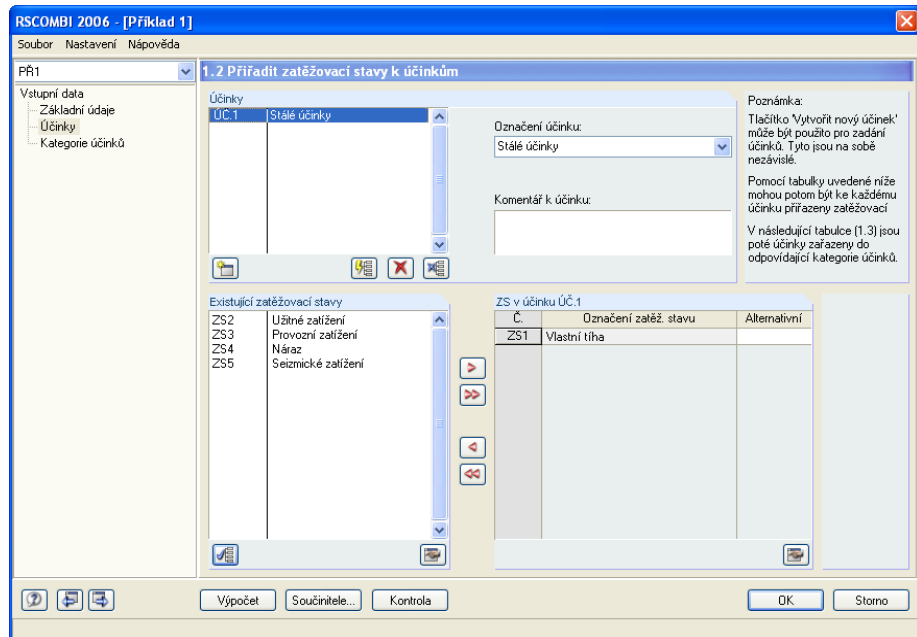 RSCOMBI 2006 - [Příklad 1]
Soubor Nastavení Nápověda
PŘ1
1.2 Přiřadit zatěžovací stavy k účinkům
Vstupní data
Základní údaje
Účinky
Kategorie účinků
Účinky
ÚČ.1 Stálé účinky
Označení účinku:
Stálé účinky
Komentář k účinku:
Poznámka:
Tlačítko 'Vytvořit nový účinek'
může být použito pro zadání
účinků. Tyto jsou na sobě
nezávislé.
Pomocí tabulky uvedené níže
mohou potom být ke každému
účinku přiřazeny zatěžovací
V následující tabulce (1.3) jsou
poté účinky zařazeny do
odpovídající kategorie účinků.
Existující zatěžovací stavy
ZS2 Užitné zatížení
ZS3 Provozní zatížení
ZS4 Náraz
ZS5 Seizmické zatížení
ZS v účinku ÚČ.1
Č. Označení zatěž. stavu Alternativní
ZS1 Vlastní tíha
Výpočet Součinitele... Kontrola OK Storno